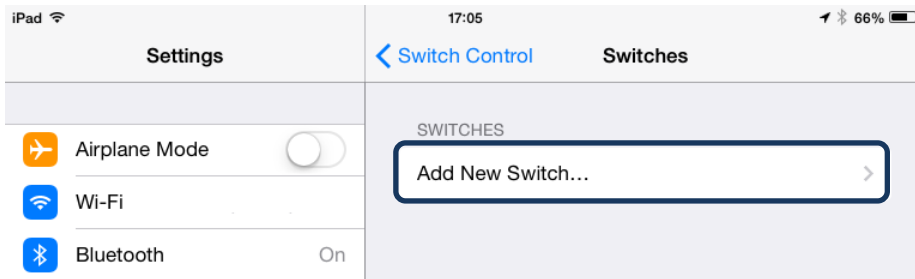 iPad 17:05 66%
Settings
Switch Control Switches
SWITCHES
Airplane Mode
Add New Switch...
Wi-Fi
Bluetooth On